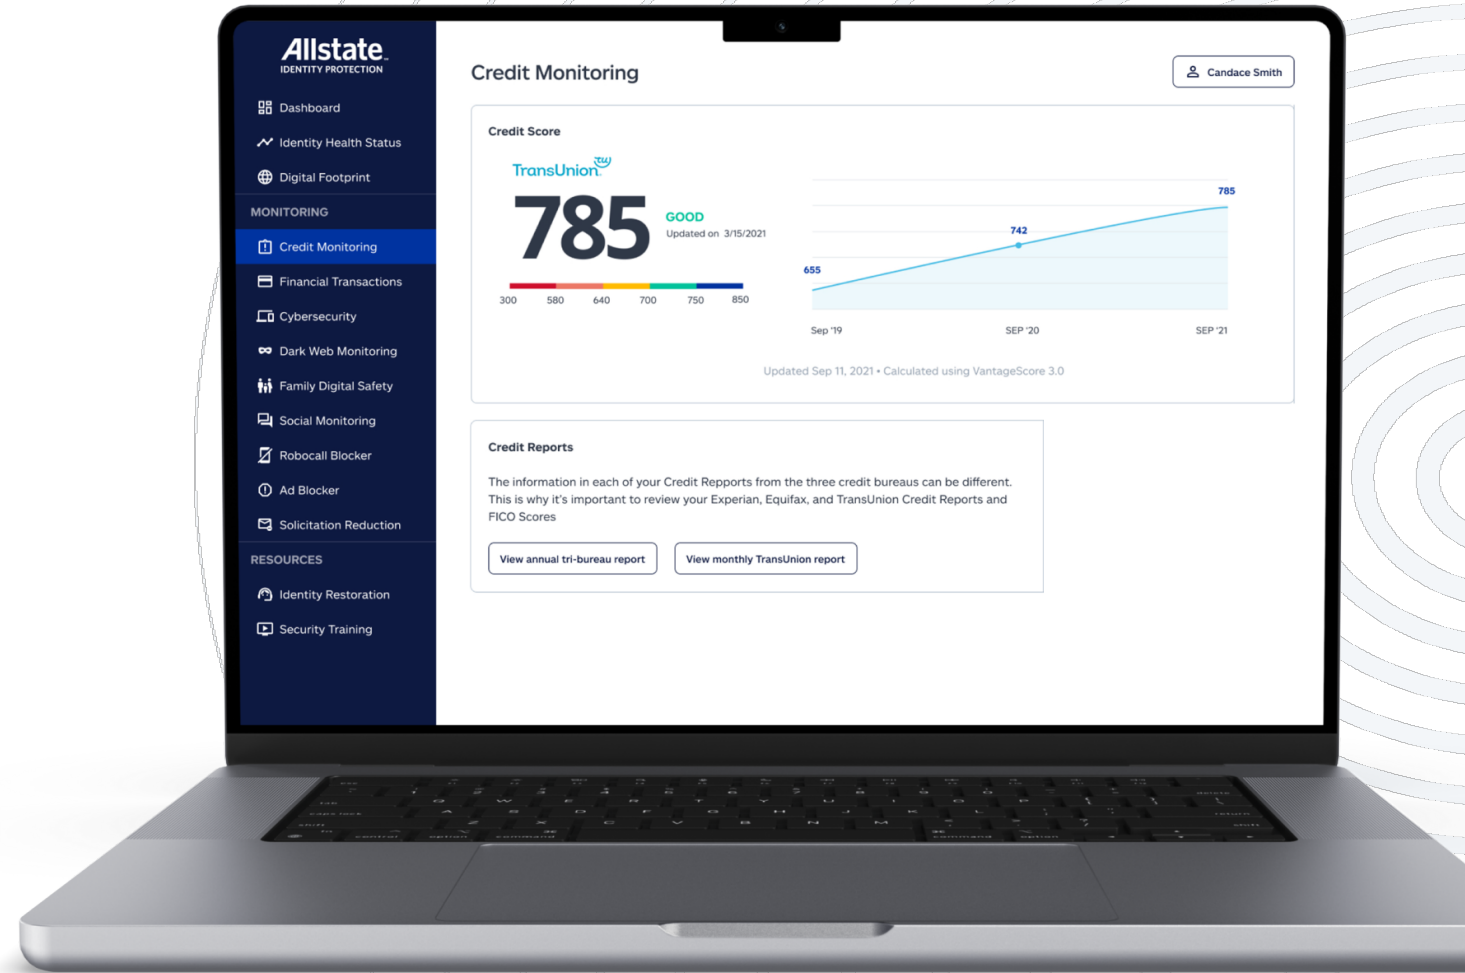 Allstate
IDENTITY PROTECTION
Dashboard
Identity Health Status
Digital Footprint
MONITORING
Credit Monitoring
Financial Transactions
Cybersecurity
Dark Web Monitoring
Family Digital Safety
Social Monitoring
Robocall Blocker
Ad Blocker
Solicitation Reduction
RESOURCES
Identity Restoration
Security Training
Credit Monitoring
Candace Smith
Credit Score
TransUnion
tu
785
GOOD
Updated on 3/15/2021
300 580 640 700 750 850
655
742
785
Sep '19 SEP '20 SEP '21
Updated Sep 11, 2021 • Calculated using VantageScore 3.0
Credit Reports
The information in each of your Credit Repports from the three credit bureaus can be different.
This is why it's important to review your Experian, Equifax, and TransUnion Credit Reports and
FICO Scores
View annual tri-bureau report
View monthly TransUnion report